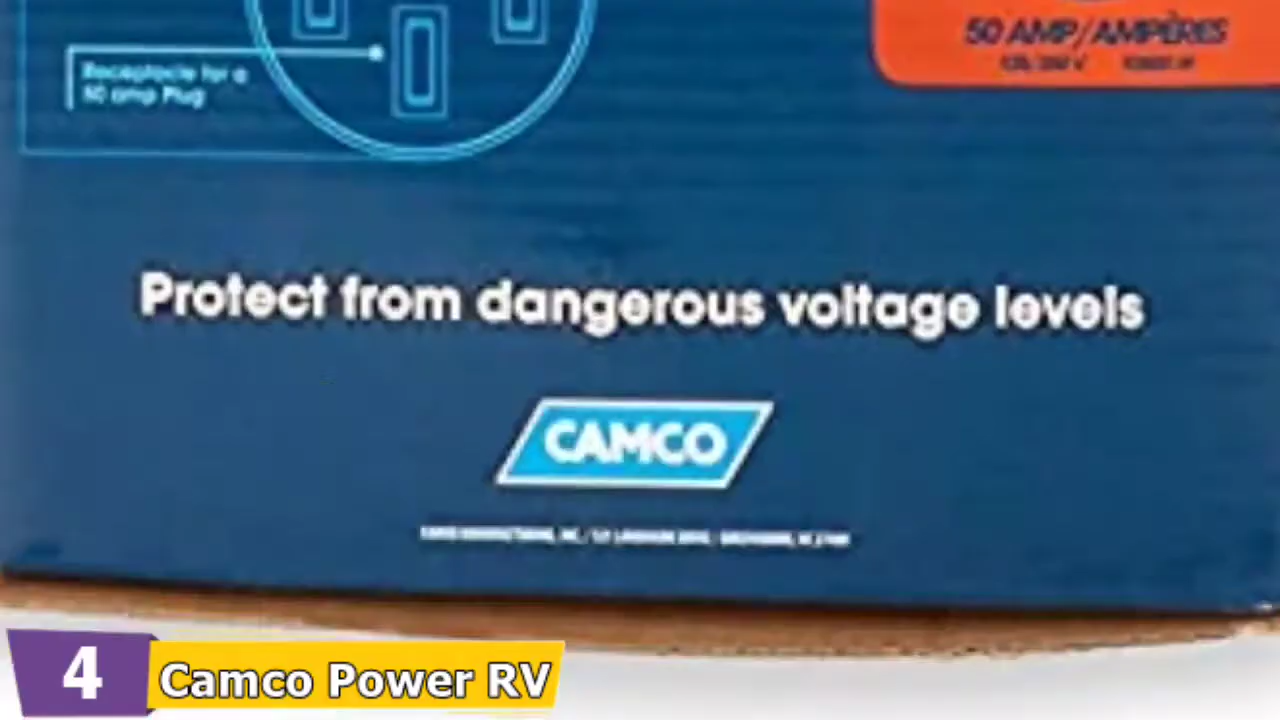 50 AMP/AMPÈRES
Receptacle for a
50 amp Plug
Protect from dangerous voltage levels
CAMCO
4
Camco Power RV